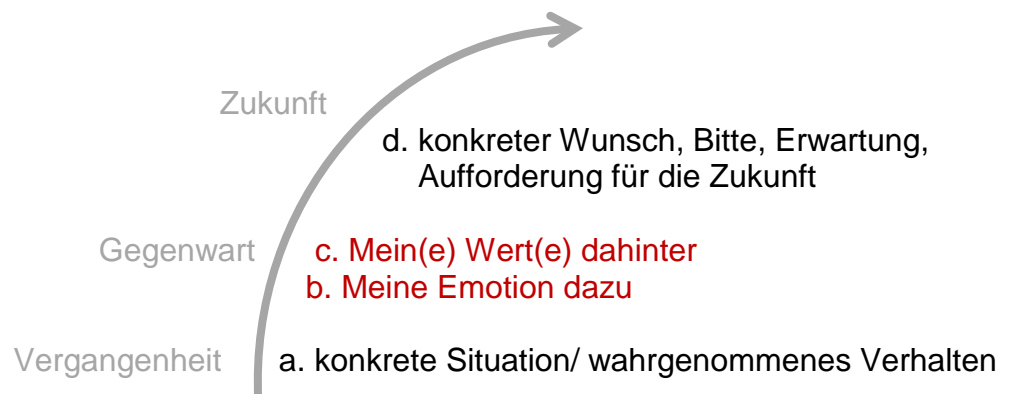 Zukunft
d. konkreter Wunsch, Bitte, Erwartung,
Aufforderung für die Zukunft
Gegenwart
c. Mein(e) Wert(e) dahinter
b. Meine Emotion dazu
Vergangenheit
a. konkrete Situation/ wahrgenommenes Verhalten